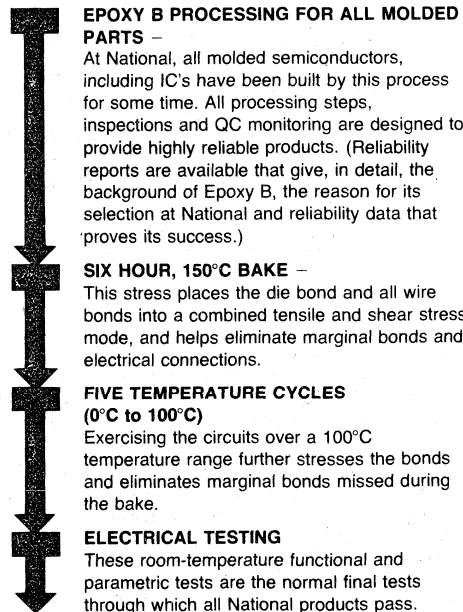 EPOXY B PROCESSING FOR ALL MOLDED
PARTS –
At National, all molded semiconductors,
including IC's have been built by this process
for some time. All processing steps,
inspections and QC monitoring are designed to
provide highly reliable products. (Reliability
reports are available that give, in detail, the
background of Epoxy B, the reason for its
selection at National and reliability data that
proves its success.)
SIX HOUR, 150°C BAKE –
This stress places the die bond and all wire
bonds into a combined tensile and shear stress
mode, and helps eliminate marginal bonds and
electrical connections.
FIVE TEMPERATURE CYCLES
(0°C to 100°C)
Exercising the circuits over a 100°C
temperature range further stresses the bonds
and eliminates marginal bonds missed during
the bake.
ELECTRICAL TESTING
These room-temperature functional and
parametric tests are the normal final tests
through which all National products pass.